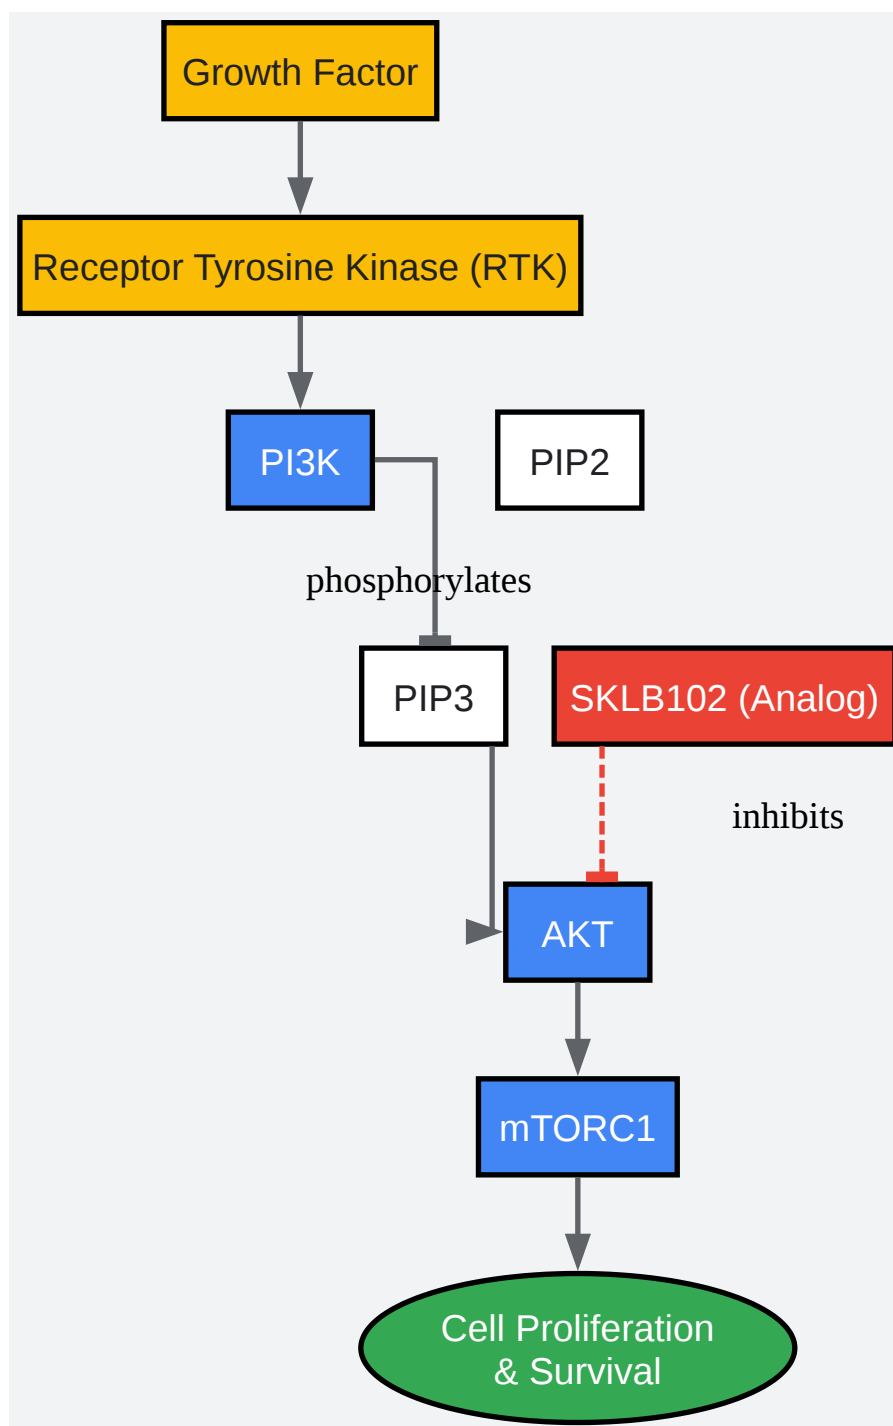 Growth Factor
Receptor Tyrosine Kinase (RTK)
PI3K
PIP2
phosphorylates
PIP3
SKLB102 (Analog)
inhibits
AKT
mTORC1
Cell Proliferation
& Survival